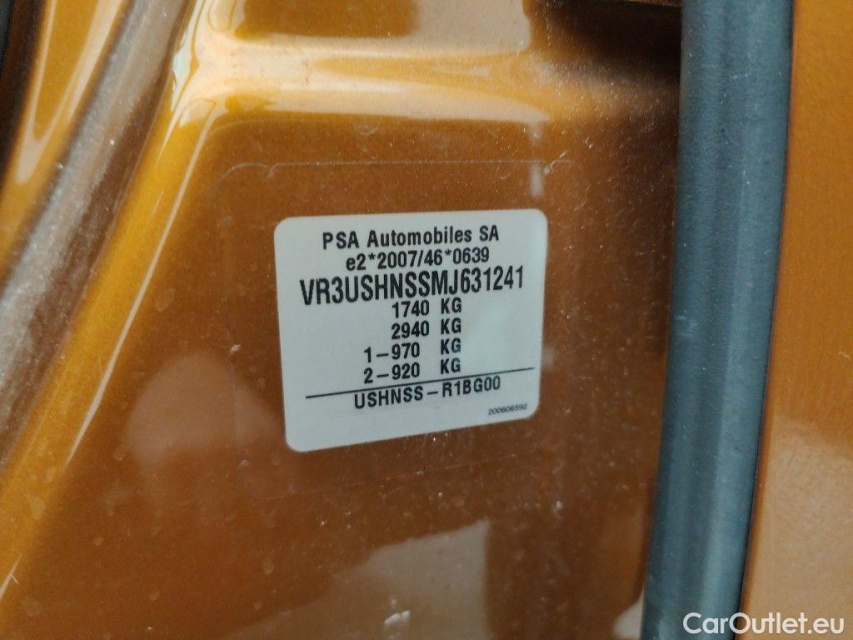 PSA Automobiles SA
e2*2007/46*0639
VR3USHNSSMJ631241
1740 KG
2940 KG
1-970 KG
2-920 KG
USHNSS-R1BG00
200606592
CarOutlet.eu